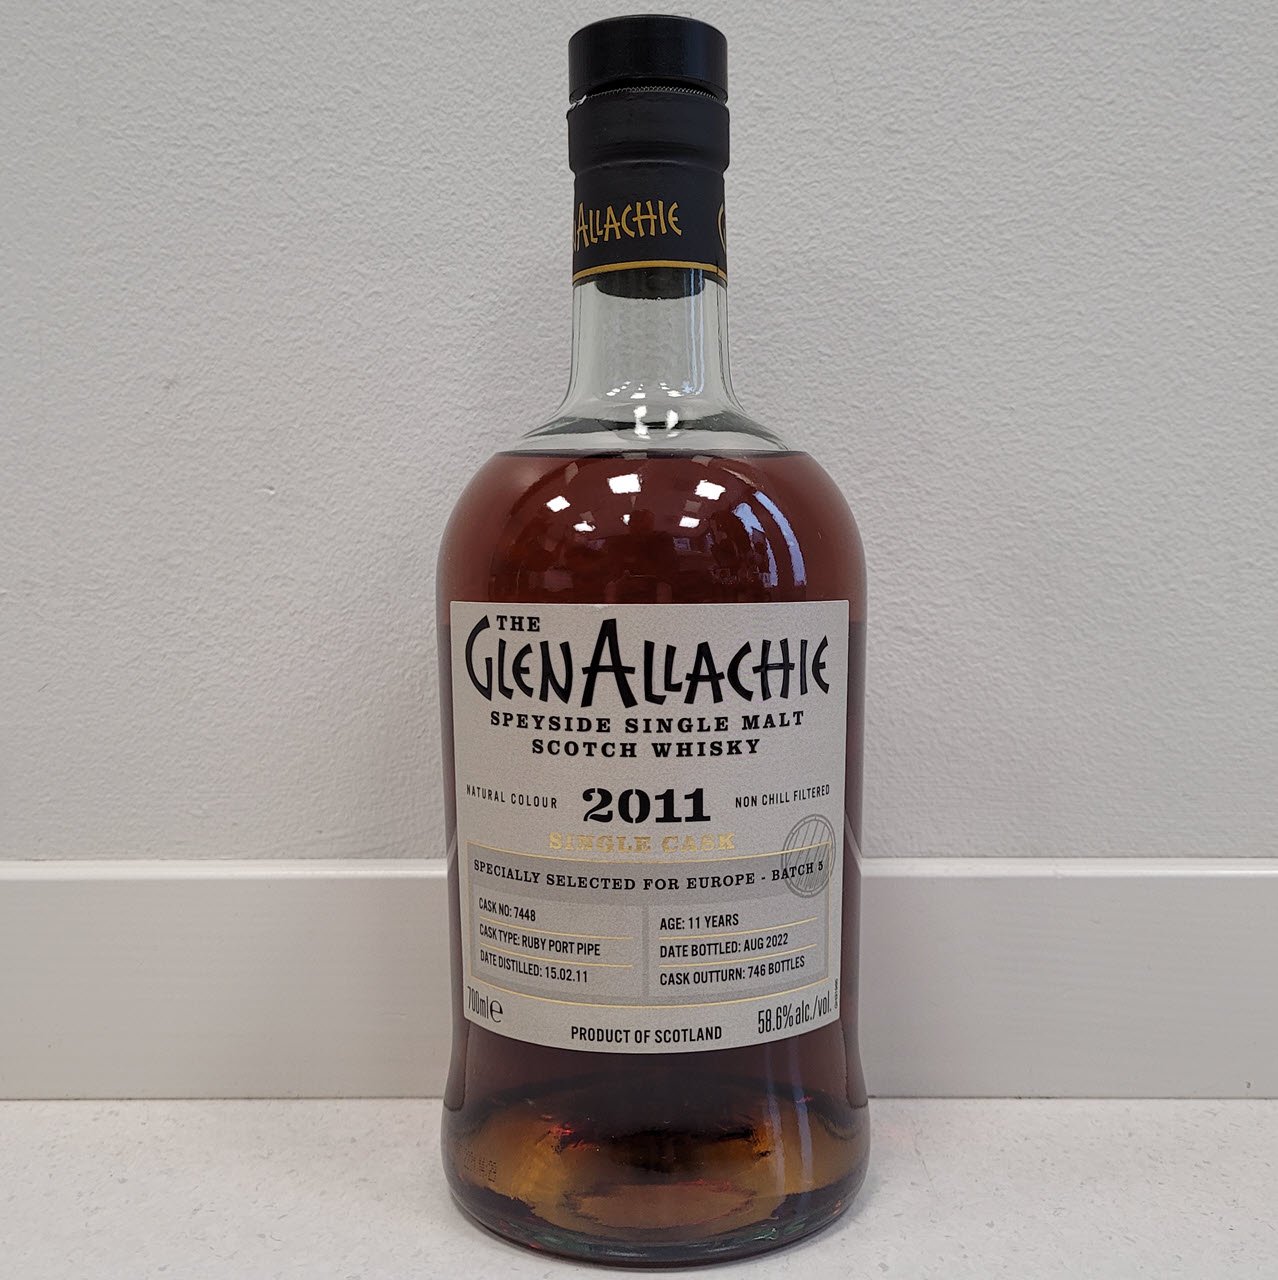 ALLACHIE
THE
GLENALLACHIE
SPEYSIDE SINGLE MALT
SCOTCH WHISKY
NATURAL COLOUR 2011 NON CHILL FILTERED
SINGLE CASK
SPECIALLY SELECTED FOR EUROPE - BATCH 5
CASK NO: 7448
CASK TYPE: RUBY PORT PIPE
DATE DISTILLED: 15.02.11
AGE: 11 YEARS
DATE BOTTLED: AUG 2022
CASK OUTTURN: 746 BOTTLES
700ml e
58.6% alc./vol.
PRODUCT OF SCOTLAND